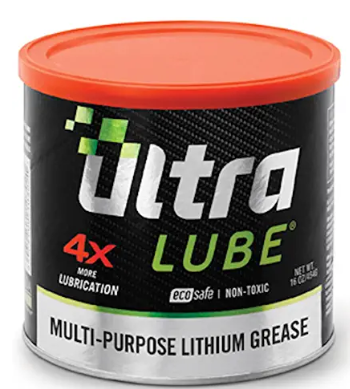 Ultra
LUBE®
4X
MORE
LUBRICATION
ecosafe | NON-TOXIC
NET WT.
16 OZ/454G
MULTI-PURPOSE LITHIUM GREASE